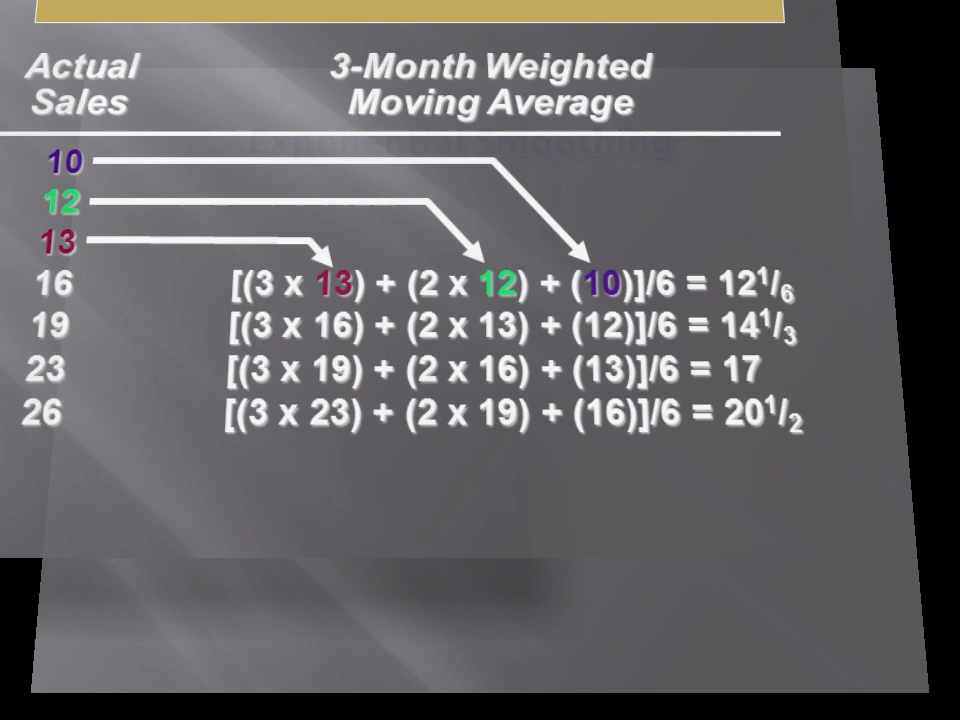 Actual 3-Month Weighted
Sales Moving Average
Exponential Smoothing
10
12
13
16 [(3 x 13) + (2 x 12) + (10)]/6 = 12 1/6
19 [(3 x 16) + (2 x 13) + (12)]/6 = 14 1/3
23 [(3 x 19) + (2 x 16) + (13)]/6 = 17
26 [(3 x 23) + (2 x 19) + (16)]/6 = 20 1/2